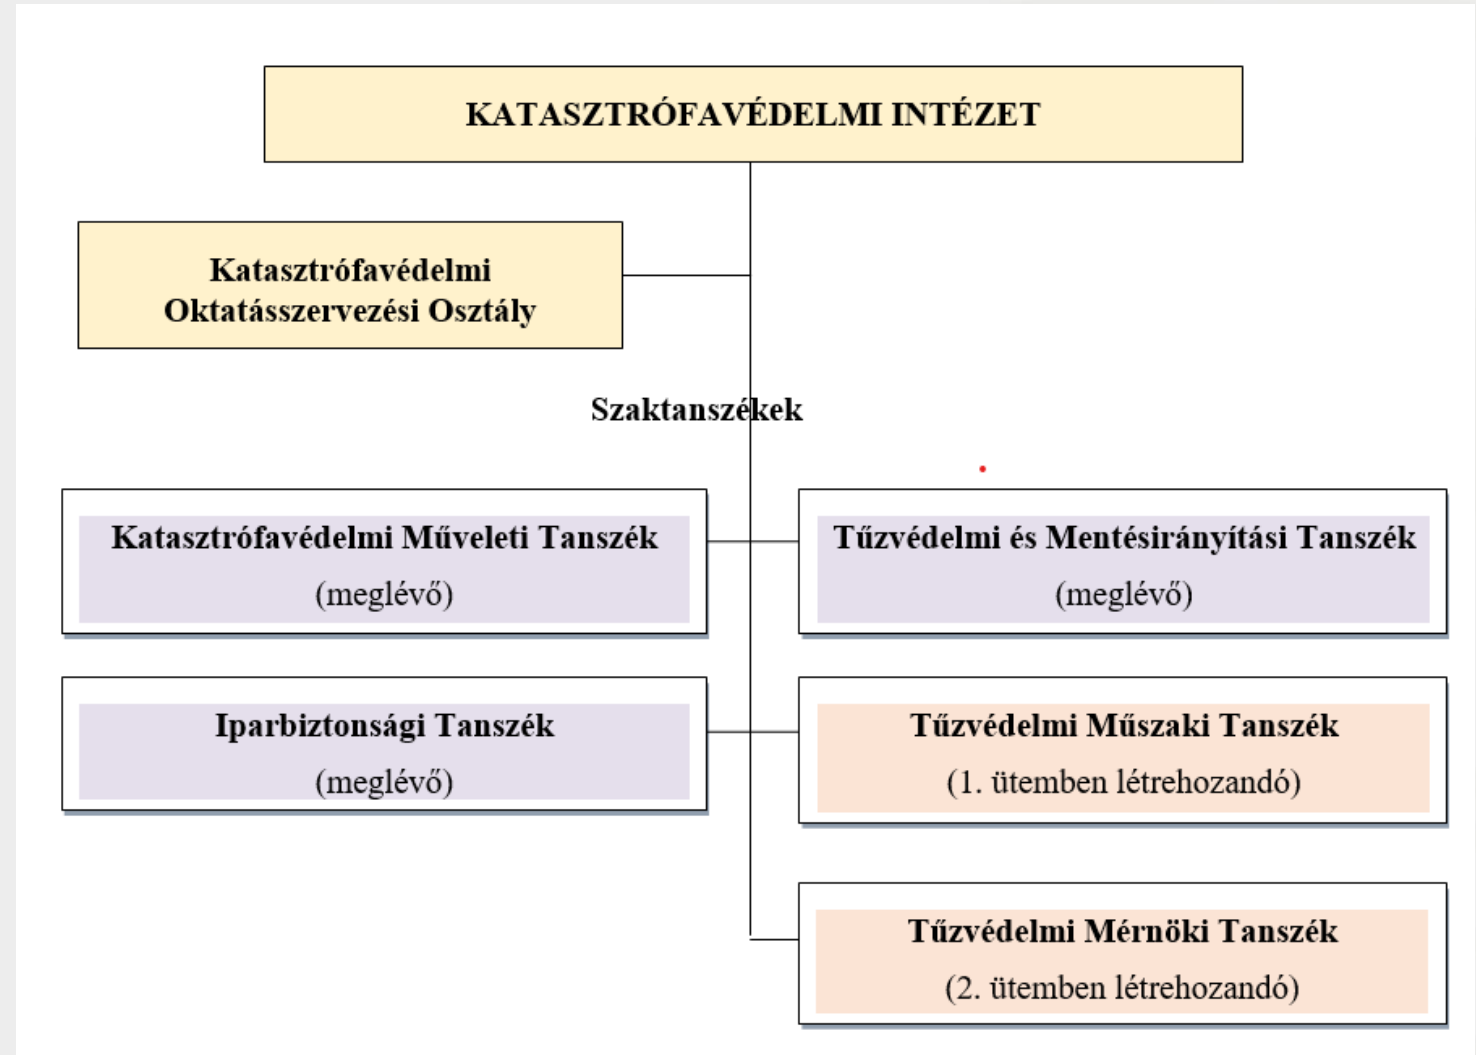 KATASZTRÓFAVÉDELMI INTÉZET
Katasztrófavédelmi
Oktatásszervezési Osztály
Szaktanszékek
Katasztrófavédelmi Műveleti Tanszék
(meglévő)
Tűzvédelmi és Mentésirányítási Tanszék
(meglévő)
Iparbiztonsági Tanszék
(meglévő)
Tűzvédelmi Műszaki Tanszék
(1. ütemben létrehozandó)
Tűzvédelmi Mérnöki Tanszék
(2. ütemben létrehozandó)